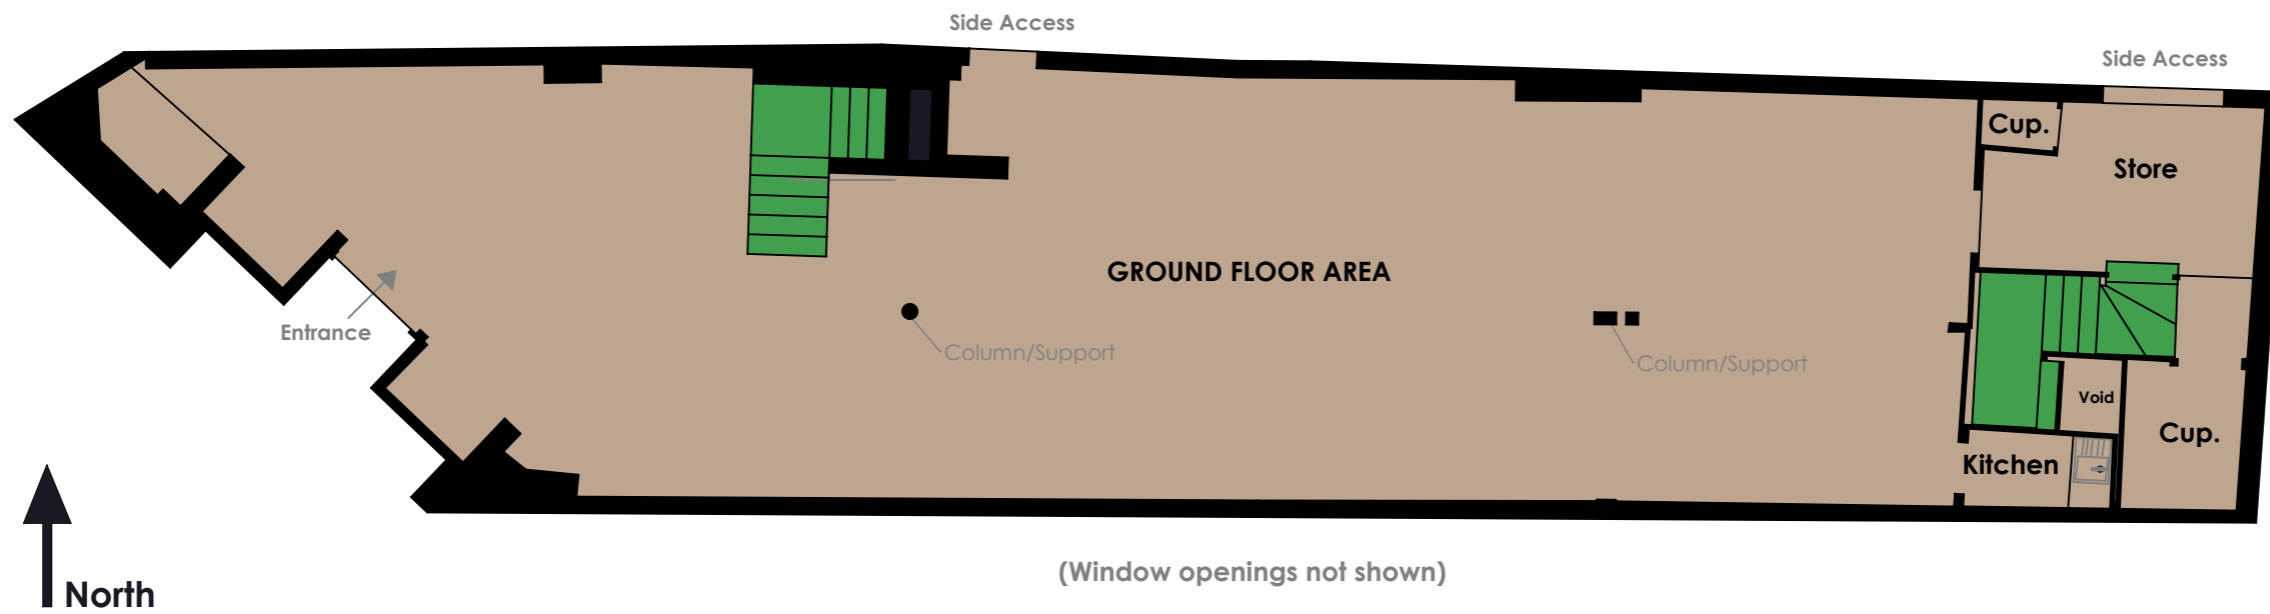 Side Access
Side Access
Cup.
Store
GROUND FLOOR AREA
Entrance
Column/Support
Column/Support
Void
Cup.
Kitchen
(Window openings not shown)
North